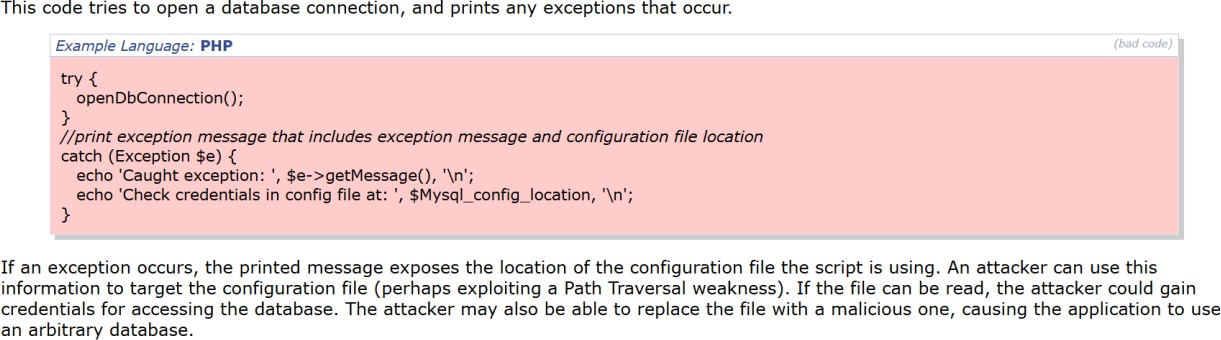 This code tries to open a database connection, and prints any exceptions that occur.
Example Language: PHP (bad code)
try {
openDbConnection();
}
//print exception message that includes exception message and configuration file location
catch (Exception $e) {
echo 'Caught exception: ', $e->getMessage(), '\n';
echo 'Check credentials in config file at: ', $Mysql_config_location, '\n';
}
If an exception occurs, the printed message exposes the location of the configuration file the script is using. An attacker can use this
information to target the configuration file (perhaps exploiting a Path Traversal weakness). If the file can be read, the attacker could gain
credentials for accessing the database. The attacker may also be able to replace the file with a malicious one, causing the application to use
an arbitrary database.